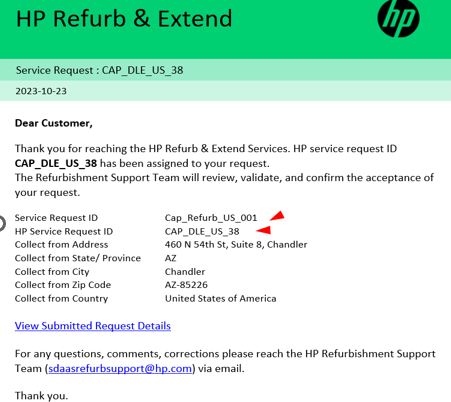 HP Refurb & Extend
hp
Service Request : CAP_DLE_US_38
2023-10-23
Dear Customer,
Thank you for reaching the HP Refurb & Extend Services. HP service request ID
CAP_DLE_US_38 has been assigned to your request.
The Refurbishment Support Team will review, validate, and confirm the acceptance of
your request.
Service Request ID Cap_Refurb_US_001
HP Service Request ID CAP_DLE_US_38
Collect from Address 460 N 54th St, Suite 8, Chandler
Collect from State/ Province AZ
Collect from City Chandler
Collect from Zip Code AZ-85226
Collect from Country United States of America
View Submitted Request Details
For any questions, comments, corrections please reach the HP Refurbishment Support
Team (sdaasrefurbsupport@hp.com) via email.
Thank you.